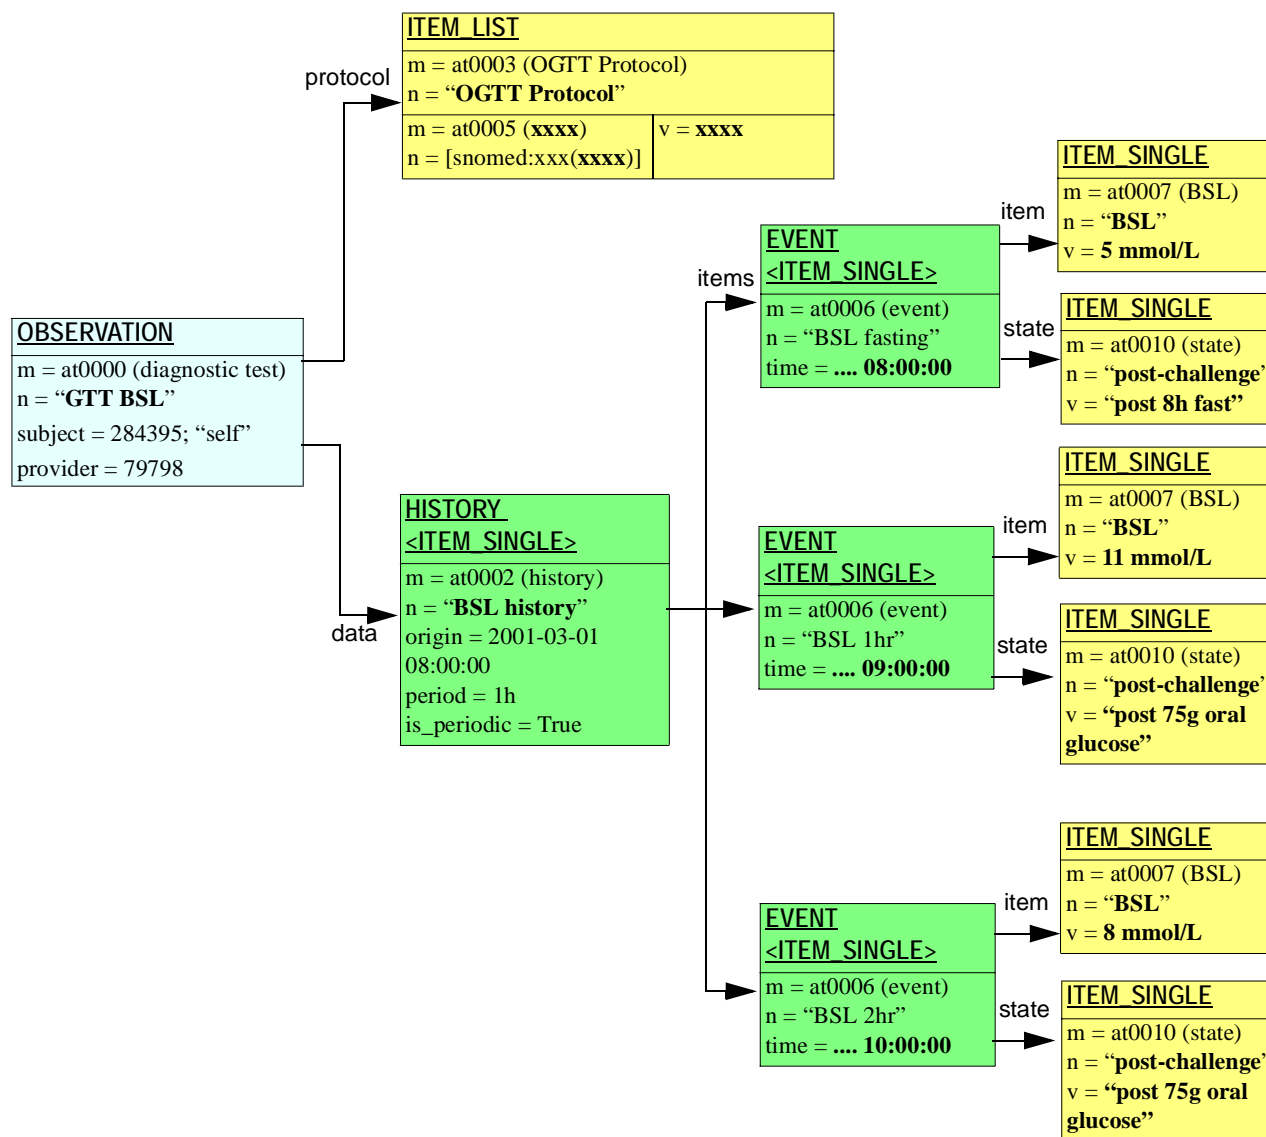 ITEM_LIST
m = at0003 (OGTT Protocol)
n = “OGTT Protocol”
m = at0005 (xxxx)
n = [snomed:xxx(xxxx)]
v = xxxx
protocol
OBSERVATION
m = at0000 (diagnostic test)
n = “GTT BSL”
subject = 284395; “self”
provider = 79798
data
HISTORY
<ITEM_SINGLE>
m = at0002 (history)
n = “BSL history”
origin = 2001-03-01
08:00:00
period = 1h
is_periodic = True
items
EVENT
<ITEM_SINGLE>
m = at0006 (event)
n = “BSL fasting”
time = .... 08:00:00
item
ITEM_SINGLE
m = at0007 (BSL)
n = “BSL”
v = 5 mmol/L
state
ITEM_SINGLE
m = at0010 (state)
n = “post-challenge”
v = “post 8h fast”
EVENT
<ITEM_SINGLE>
m = at0006 (event)
n = “BSL 1hr”
time = .... 09:00:00
item
ITEM_SINGLE
m = at0007 (BSL)
n = “BSL”
v = 11 mmol/L
state
ITEM_SINGLE
m = at0010 (state)
n = “post-challenge”
v = “post 75g oral
glucose”
EVENT
<ITEM_SINGLE>
m = at0006 (event)
n = “BSL 2hr”
time = .... 10:00:00
item
ITEM_SINGLE
m = at0007 (BSL)
n = “BSL”
v = 8 mmol/L
state
ITEM_SINGLE
m = at0010 (state)
n = “post-challenge”
v = “post 75g oral
glucose”